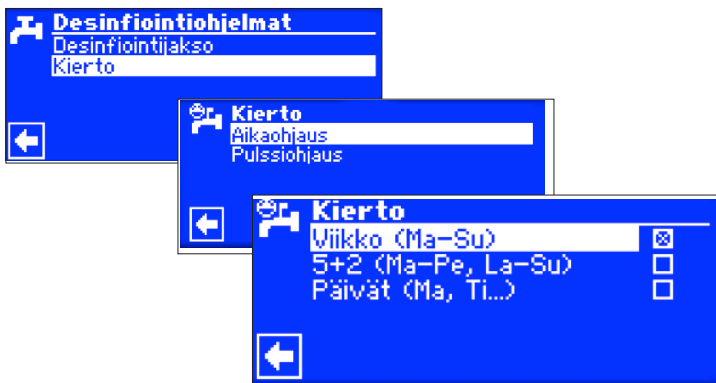 Desinfiointiohjelmat
Desinfiointijakso
Kierto
Kierto
Aikaohjaus
Pulssiohjaus
Kierto
Viikko (Ma-Su)
5+2 (Ma-Pe, La-Su)
Päivät (Ma, Ti...)